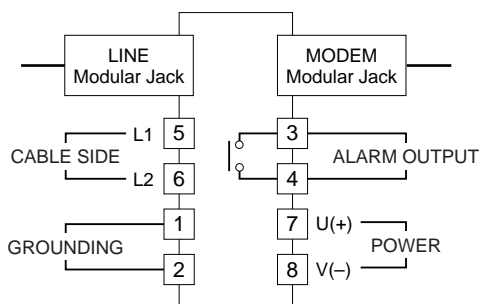 LINE
Modular Jack
MODEM
Modular Jack
L1 5
CABLE SIDE
L2 6
3
ALARM OUTPUT
4
1
GROUNDING
2
7 U(+)
POWER
8 V(–)